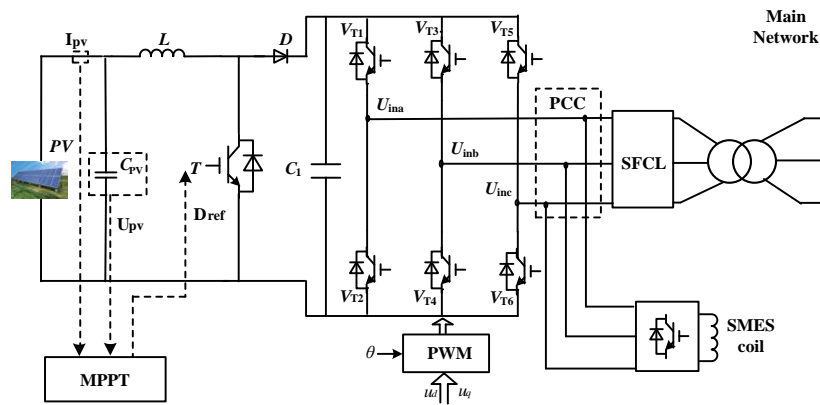 Main
Network
Ipv
L
D
VT1
VT3
VT5
PCC
Uina
PV
CPV
T
C1
Uinb
SFCL
Upv
Dref
Uinc
VT2
VT4
VT6
SMES
coil
θ
PWM
MPPT
ud
uq